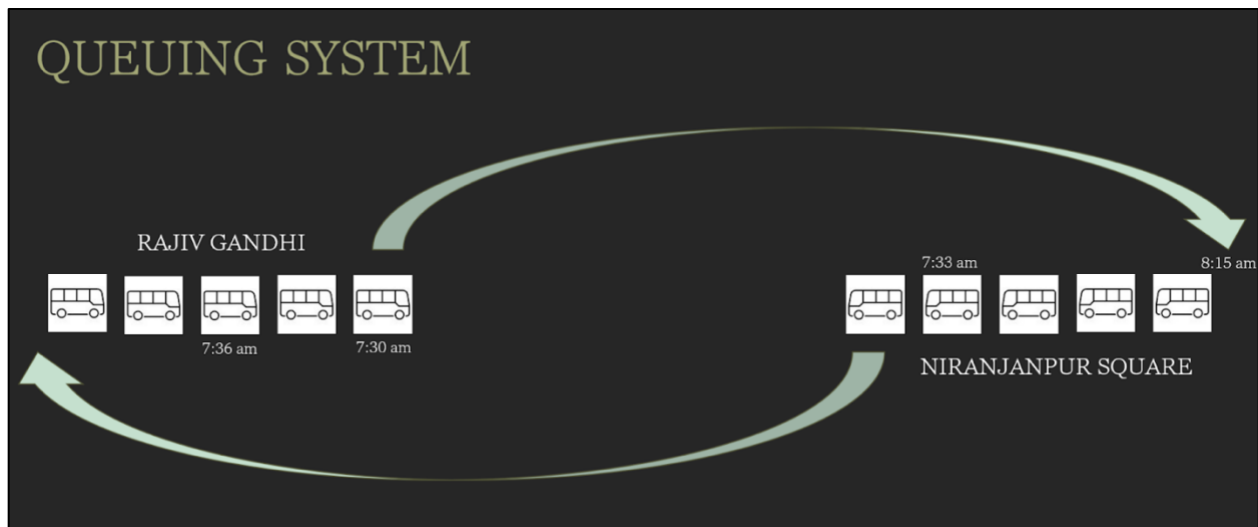 QUEUING SYSTEM
RAJIV GANDHI
7:36 am
7:30 am
7:33 am
8:15 am
NIRANJANPUR SQUARE